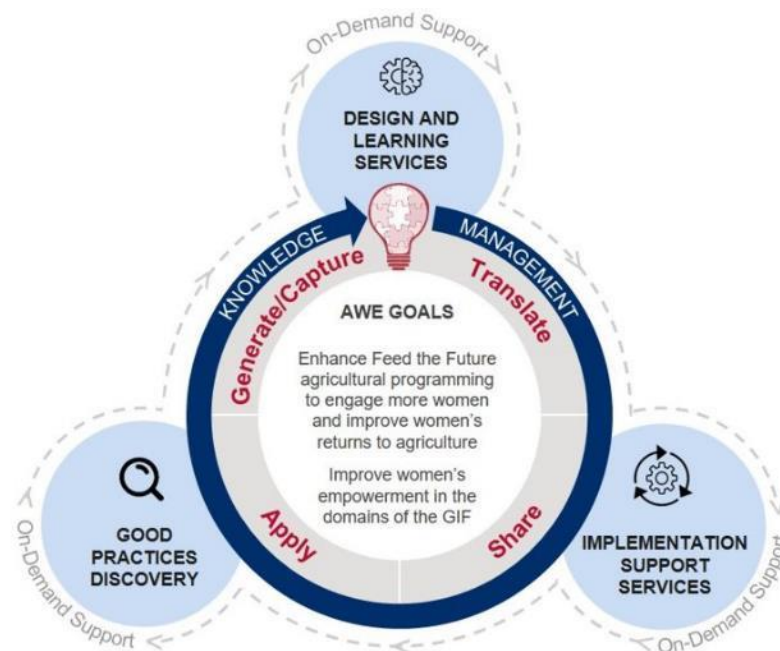 On-Demand Support
DESIGN AND
LEARNING
SERVICES
KNOWLEDGE
MANAGEMENT
Generate/Capture
Translate
AWE GOALS
Enhance Feed the Future
agricultural programming
to engage more women
and improve women's
returns to agriculture
Improve women's
empowerment in the
domains of the GIF
Apply
Share
GOOD
PRACTICES
DISCOVERY
On-Demand Support
IMPLEMENTATION
SUPPORT
SERVICES
On-Demand Support